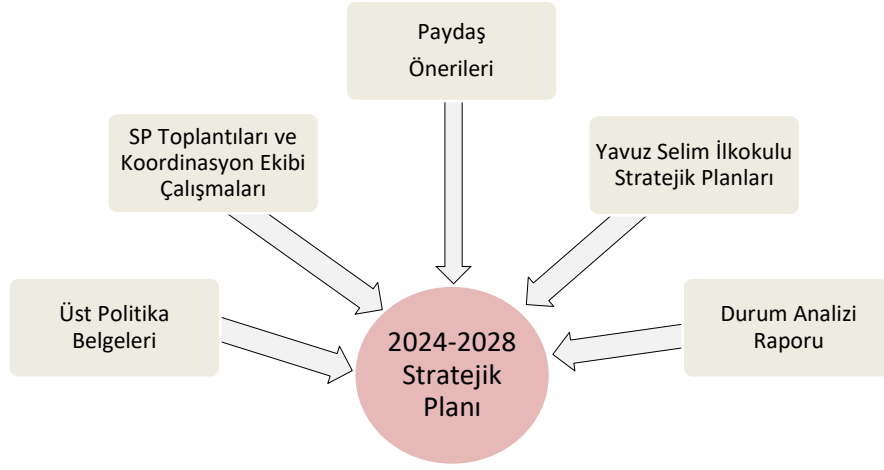 Paydaş
Önerileri
SP Toplantıları ve
Koordinasyon Ekibi
Çalışmaları
Yavuz Selim İlkokulu
Stratejik Planları
Üst Politika
Belgeleri
Durum Analizi
Raporu
2024-2028
Stratejik
Planı